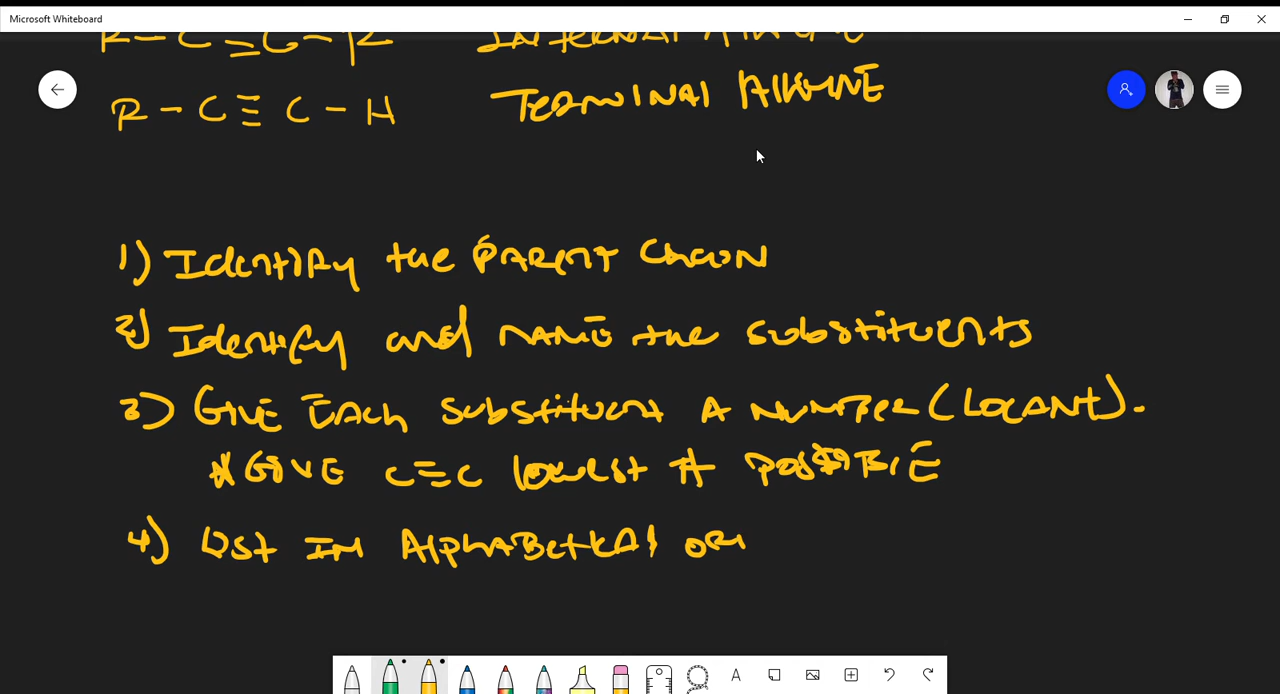 Microsoft Whiteboard
R - C ≡ C - R INTERNAL ALKYNE
R - C ≡ C - H TERMINAL ALKYNE
1) Identify the PARENT Chain
2) Identify and NAME the substituents
3) GIVE EACH substituent A NUMBER (LOCANT).
* GIVE C≡C lowest # POSSIBLE
4) LIST IN AlPHABETICAl OR
A